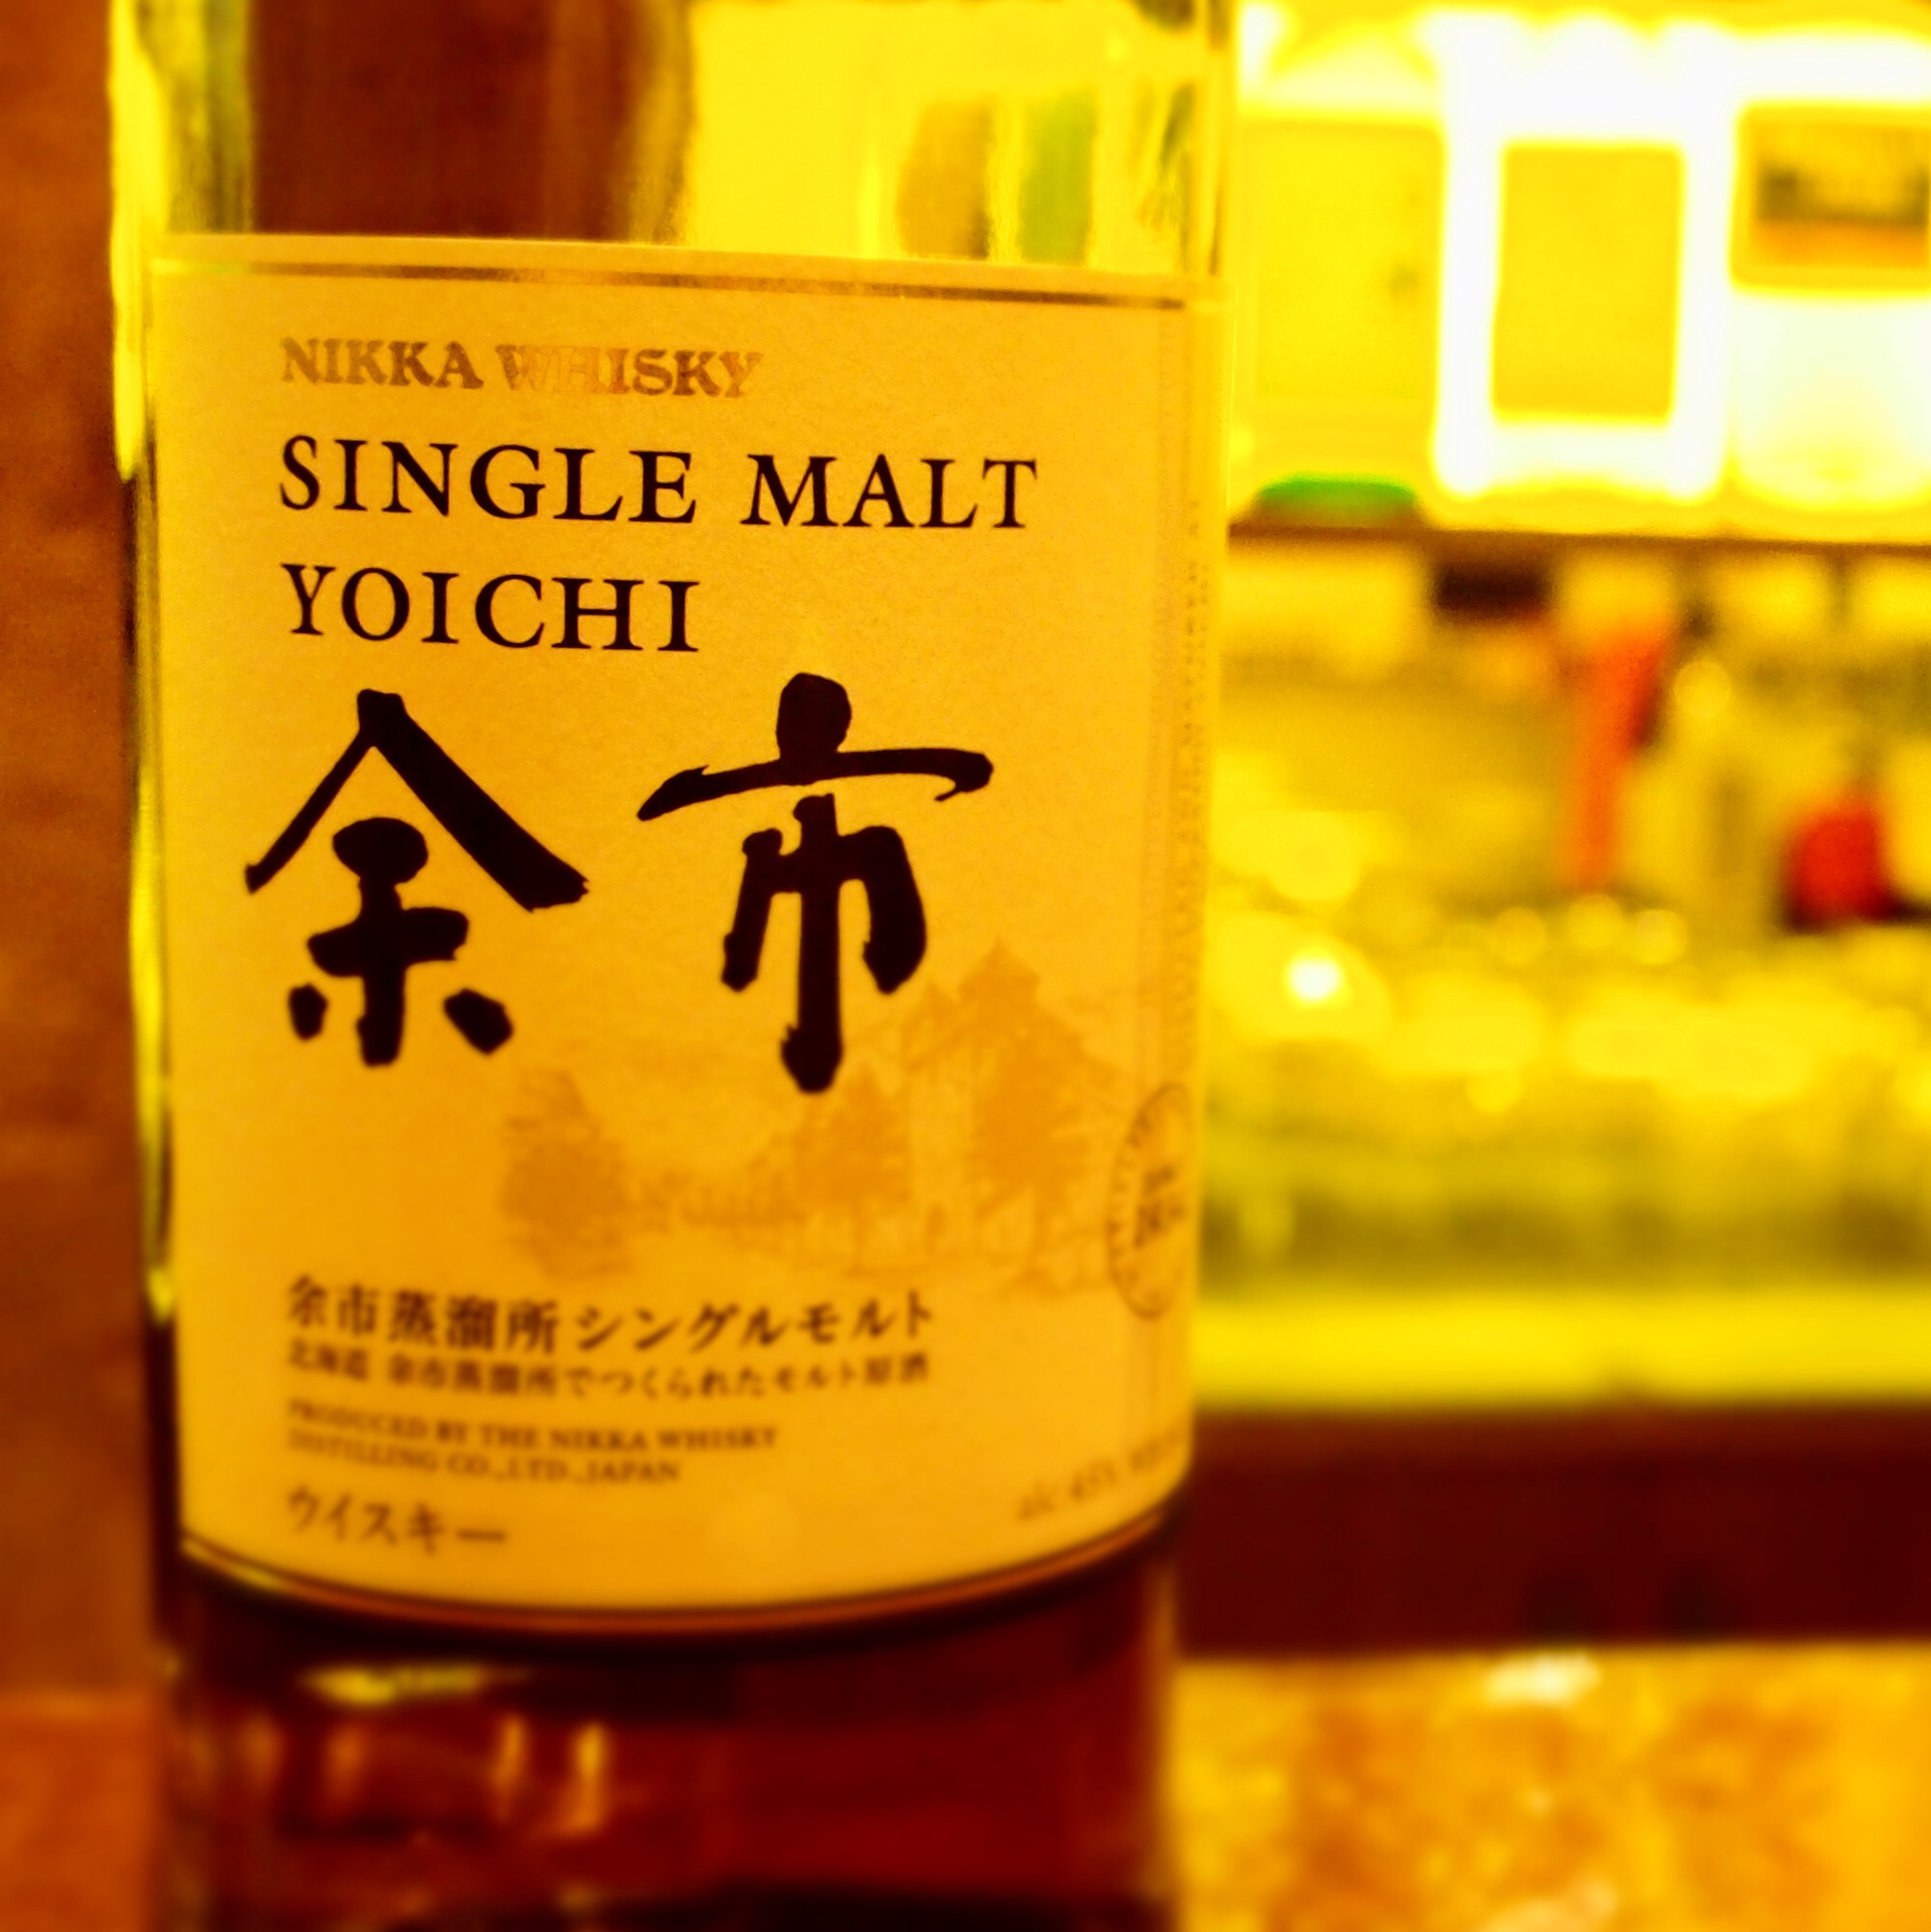 NIKKA WHISKY
SINGLE MALT
YOICHI
余市
余市蒸溜所シングルモルト
北海道 余市蒸溜所でつくられたモルト原酒
PRODUCED BY THE NIKKA WHISKY
DISTILLING CO.,LTD.,JAPAN
ウイスキー
alc.45%